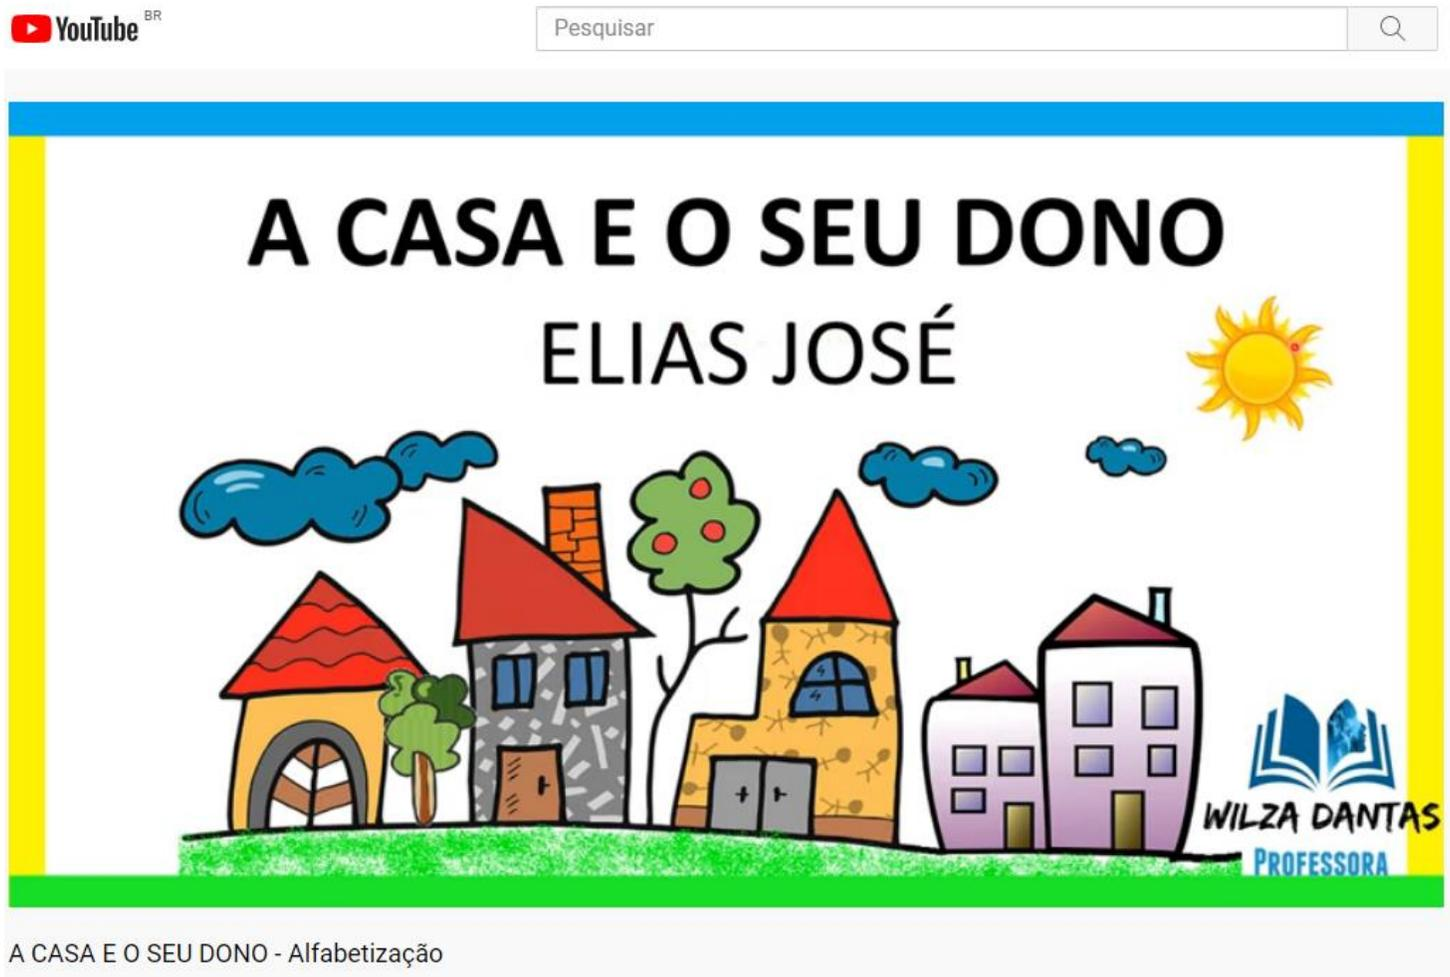 YouTube BR
Pesquisar
A CASA E O SEU DONO
ELIAS JOSÉ
WILZA DANTAS
PROFESSORA
A CASA E O SEU DONO - Alfabetização